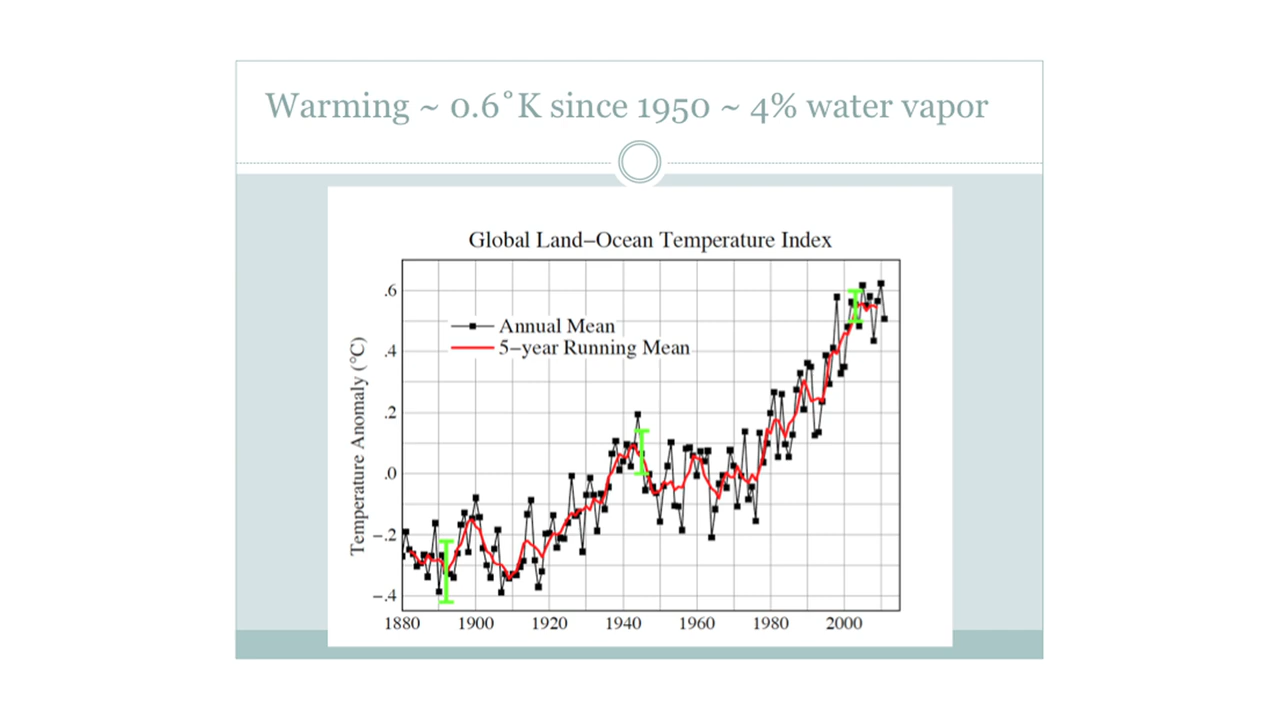 Warming ~ 0.6°K since 1950 ~ 4% water vapor
Global Land–Ocean Temperature Index
.6
.4
.2
.0
−.2
−.4
Temperature Anomaly (°C)
Annual Mean
5−year Running Mean
1880 1900 1920 1940 1960 1980 2000